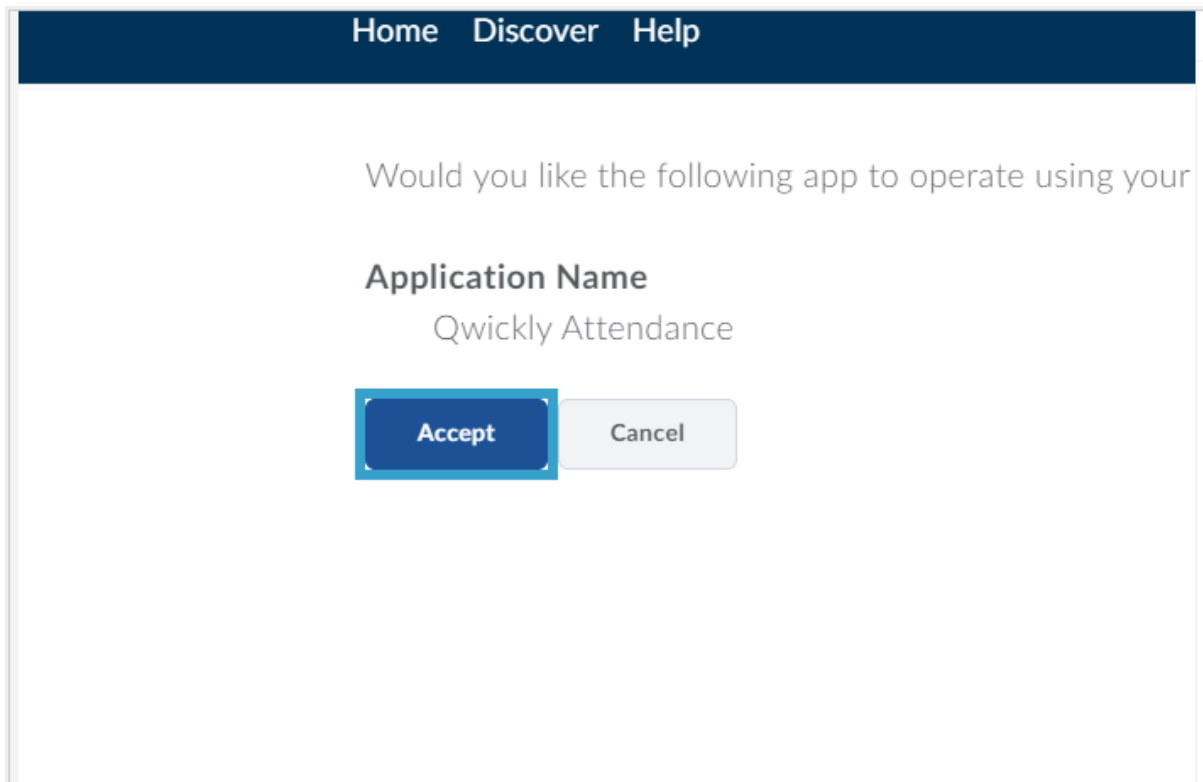 Home Discover Help
Would you like the following app to operate using your
Application Name
Qwickly Attendance
Accept Cancel